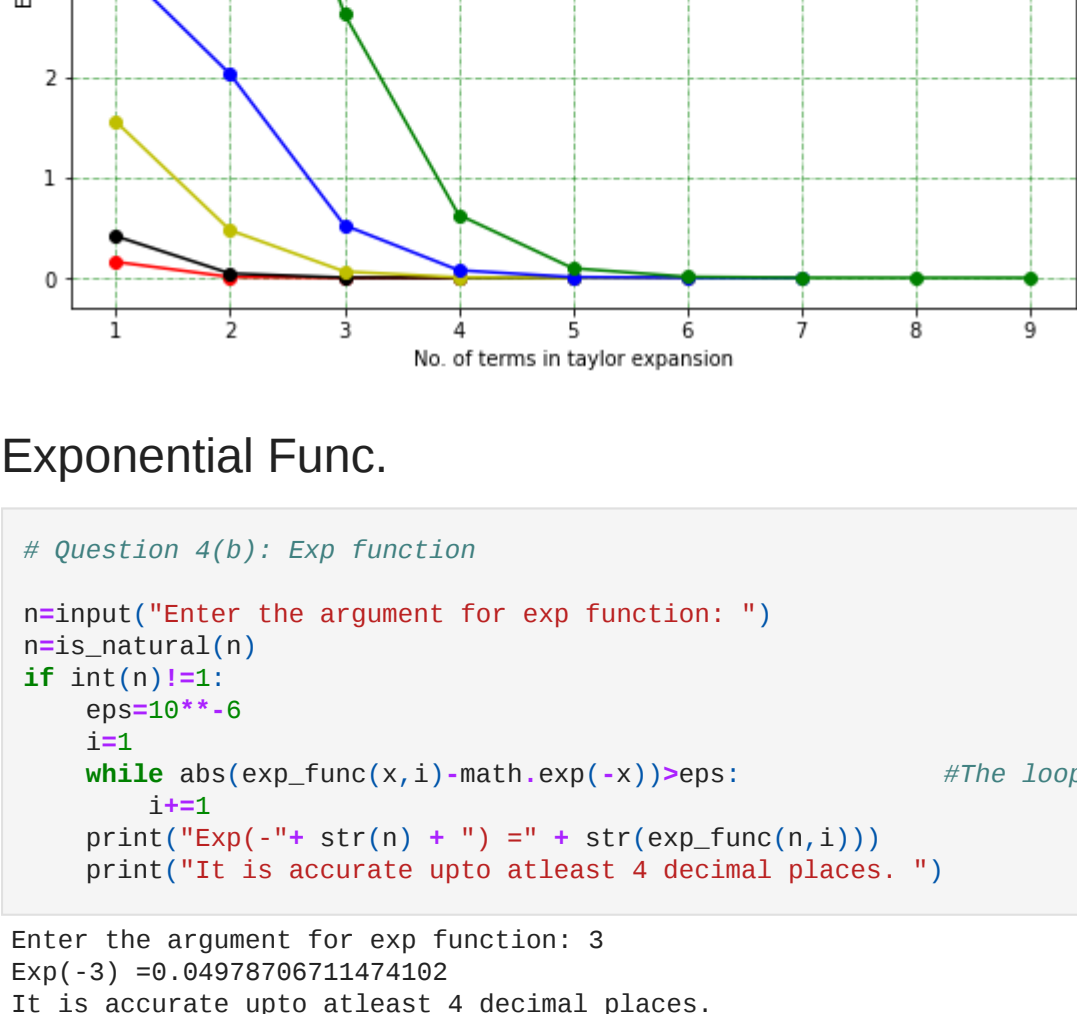 2
1
0
1 2 3 4 5 6 7 8 9
No. of terms in taylor expansion
Exponential Func.
# Question 4(b): Exp function
n=input("Enter the argument for exp function: ")
n=is_natural(n)
if int(n)!=1:
    eps=10**-6
    i=1
    while abs(exp_func(x,i)-math.exp(-x))>eps:             #The loop
        i+=1
    print("Exp(-"+ str(n) + ") =" + str(exp_func(n,i)))
    print("It is accurate upto atleast 4 decimal places. ")
Enter the argument for exp function: 3
Exp(-3) =0.04978706711474102
It is accurate upto atleast 4 decimal places.